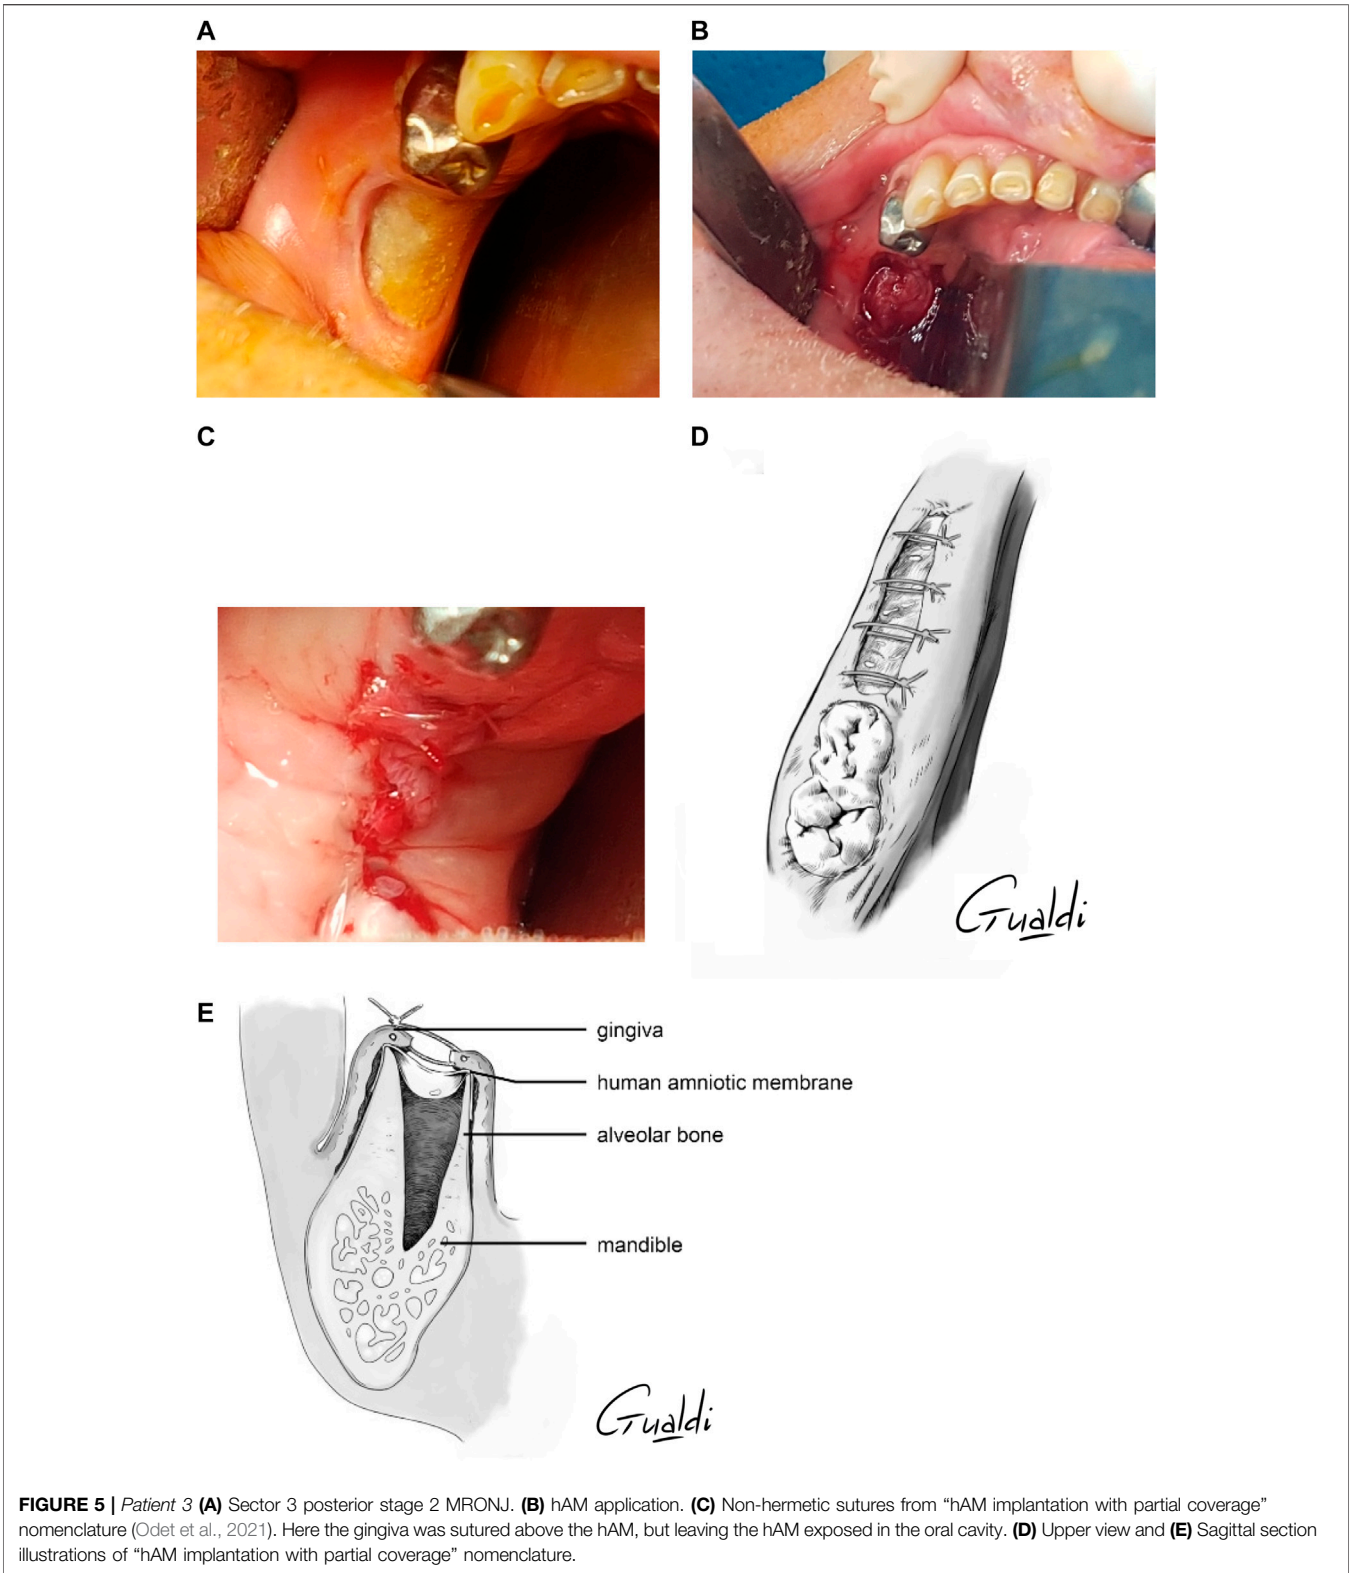 A
B
C
D
Gualdi
E
gingiva
human amniotic membrane
alveolar bone
mandible
Gualdi
FIGURE 5 | Patient 3 (A) Sector 3 posterior stage 2 MRONJ. (B) hAM application. (C) Non-hermetic sutures from “hAM implantation with partial coverage”
nomenclature (Odet et al., 2021). Here the gingiva was sutured above the hAM, but leaving the hAM exposed in the oral cavity. (D) Upper view and (E) Sagittal section
illustrations of “hAM implantation with partial coverage” nomenclature.